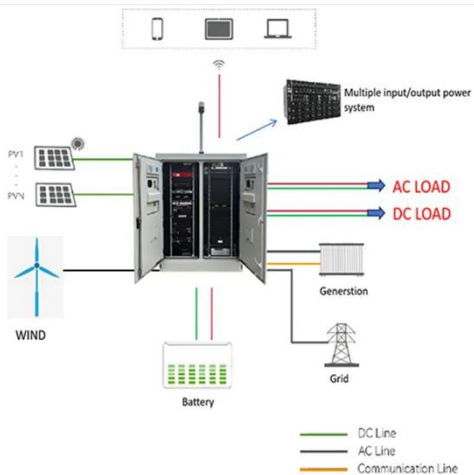 Multiple input/output power
system
PV1
PVN
AC LOAD
DC LOAD
Generstion
WIND
Grid
Battery
DC Line
AC Line
Communication Line